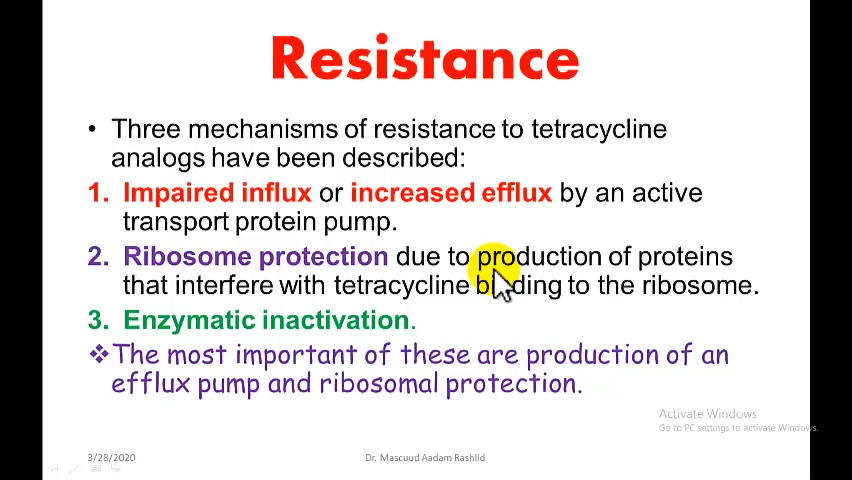 Resistance
• Three mechanisms of resistance to tetracycline
analogs have been described:
1. Impaired influx or increased efflux by an active
transport protein pump.
2. Ribosome protection due to production of proteins
that interfere with tetracycline binding to the ribosome.
3. Enzymatic inactivation.
❖The most important of these are production of an
efflux pump and ribosomal protection.
Activate Windows
Go to PC settings to activate Windows.
3/28/2020
Dr. Mascuud Aadam Rashiid